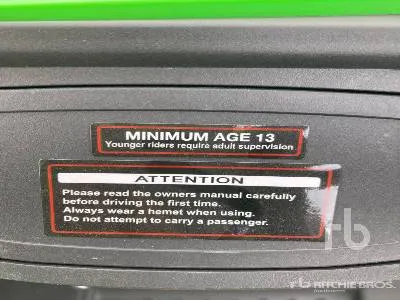 MINIMUM AGE 13
Younger riders require adult supervision
ATTENTION
Please read the owners manual carefully
before driving the first time.
Always wear a hemet when using.
Do not attempt to carry a passenger.
rb
RITCHIE BROS.